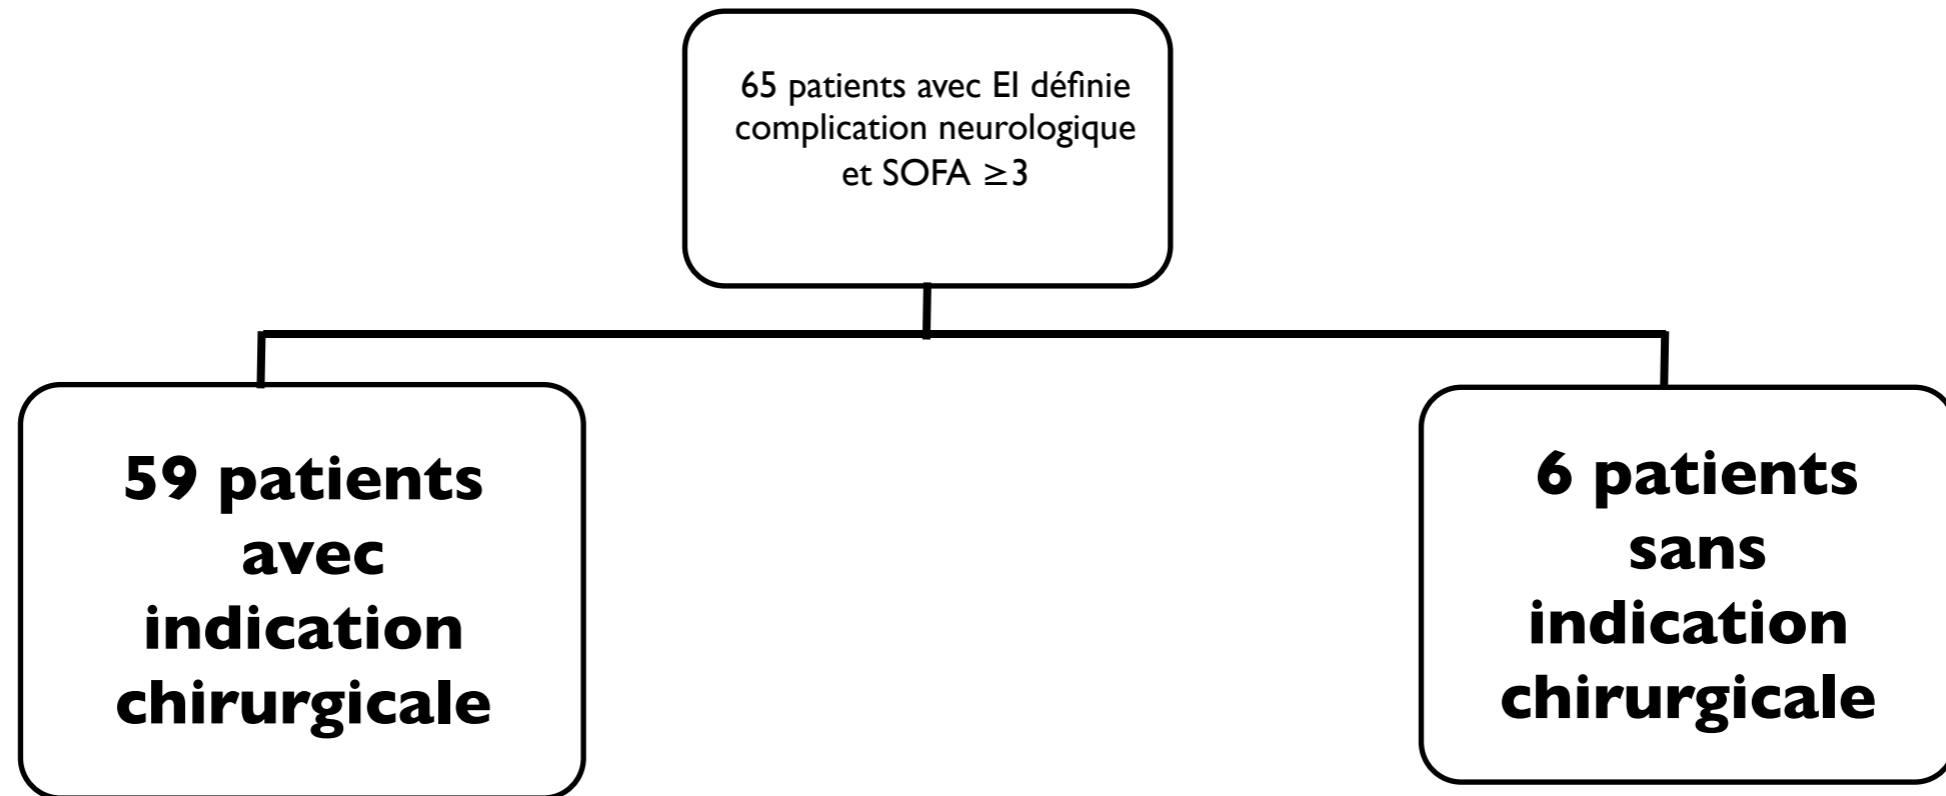 65 patients avec EI définie
complication neurologique
et SOFA ≥3
59 patients
avec
indication
chirurgicale
6 patients
sans
indication
chirurgicale